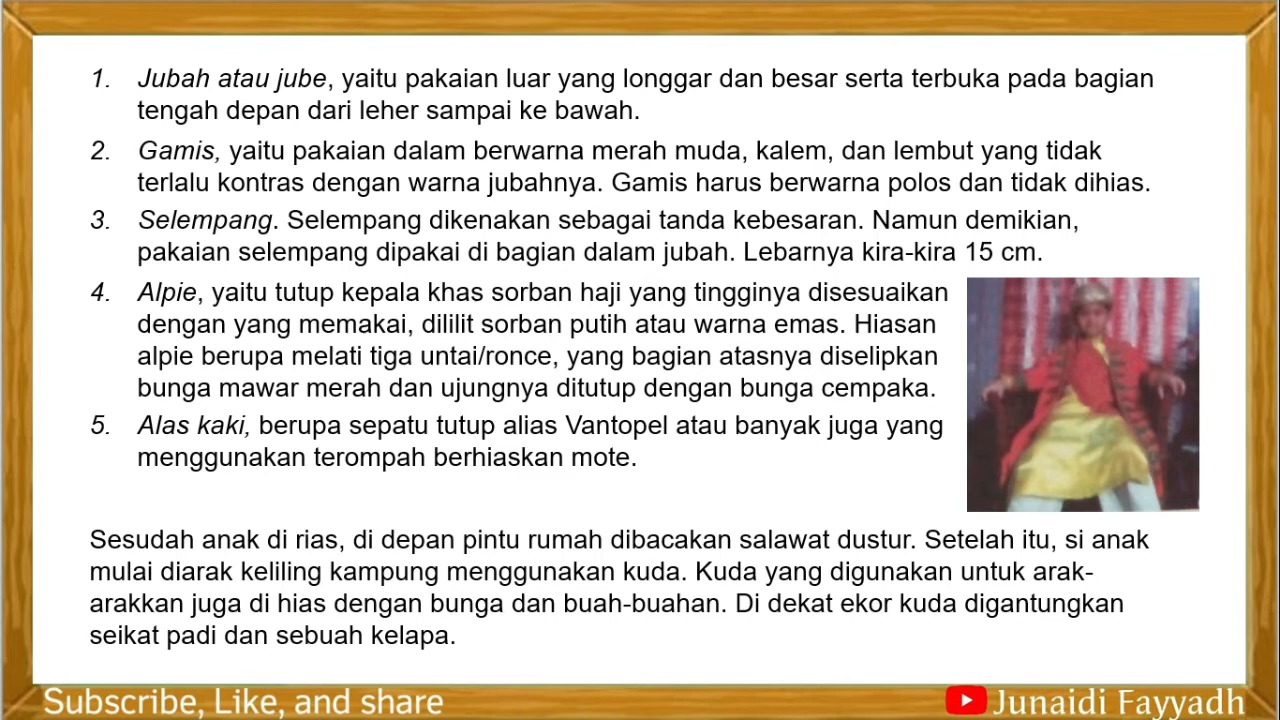 1. Jubah atau jube, yaitu pakaian luar yang longgar dan besar serta terbuka pada bagian
tengah depan dari leher sampai ke bawah.
2. Gamis, yaitu pakaian dalam berwarna merah muda, kalem, dan lembut yang tidak
terlalu kontras dengan warna jubahnya. Gamis harus berwarna polos dan tidak dihias.
3. Selempang. Selempang dikenakan sebagai tanda kebesaran. Namun demikian,
pakaian selempang dipakai di bagian dalam jubah. Lebarnya kira-kira 15 cm.
4. Alpie, yaitu tutup kepala khas sorban haji yang tingginya disesuaikan
dengan yang memakai, dililit sorban putih atau warna emas. Hiasan
alpie berupa melati tiga untai/ronce, yang bagian atasnya diselipkan
bunga mawar merah dan ujungnya ditutup dengan bunga cempaka.
5. Alas kaki, berupa sepatu tutup alias Vantopel atau banyak juga yang
menggunakan terompah berhiaskan mote.
Sesudah anak di rias, di depan pintu rumah dibacakan salawat dustur. Setelah itu, si anak
mulai diarak keliling kampung menggunakan kuda. Kuda yang digunakan untuk arak-
arakkan juga di hias dengan bunga dan buah-buahan. Di dekat ekor kuda digantungkan
seikat padi dan sebuah kelapa.
Subscribe, Like, and share
Junaidi Fayyadh